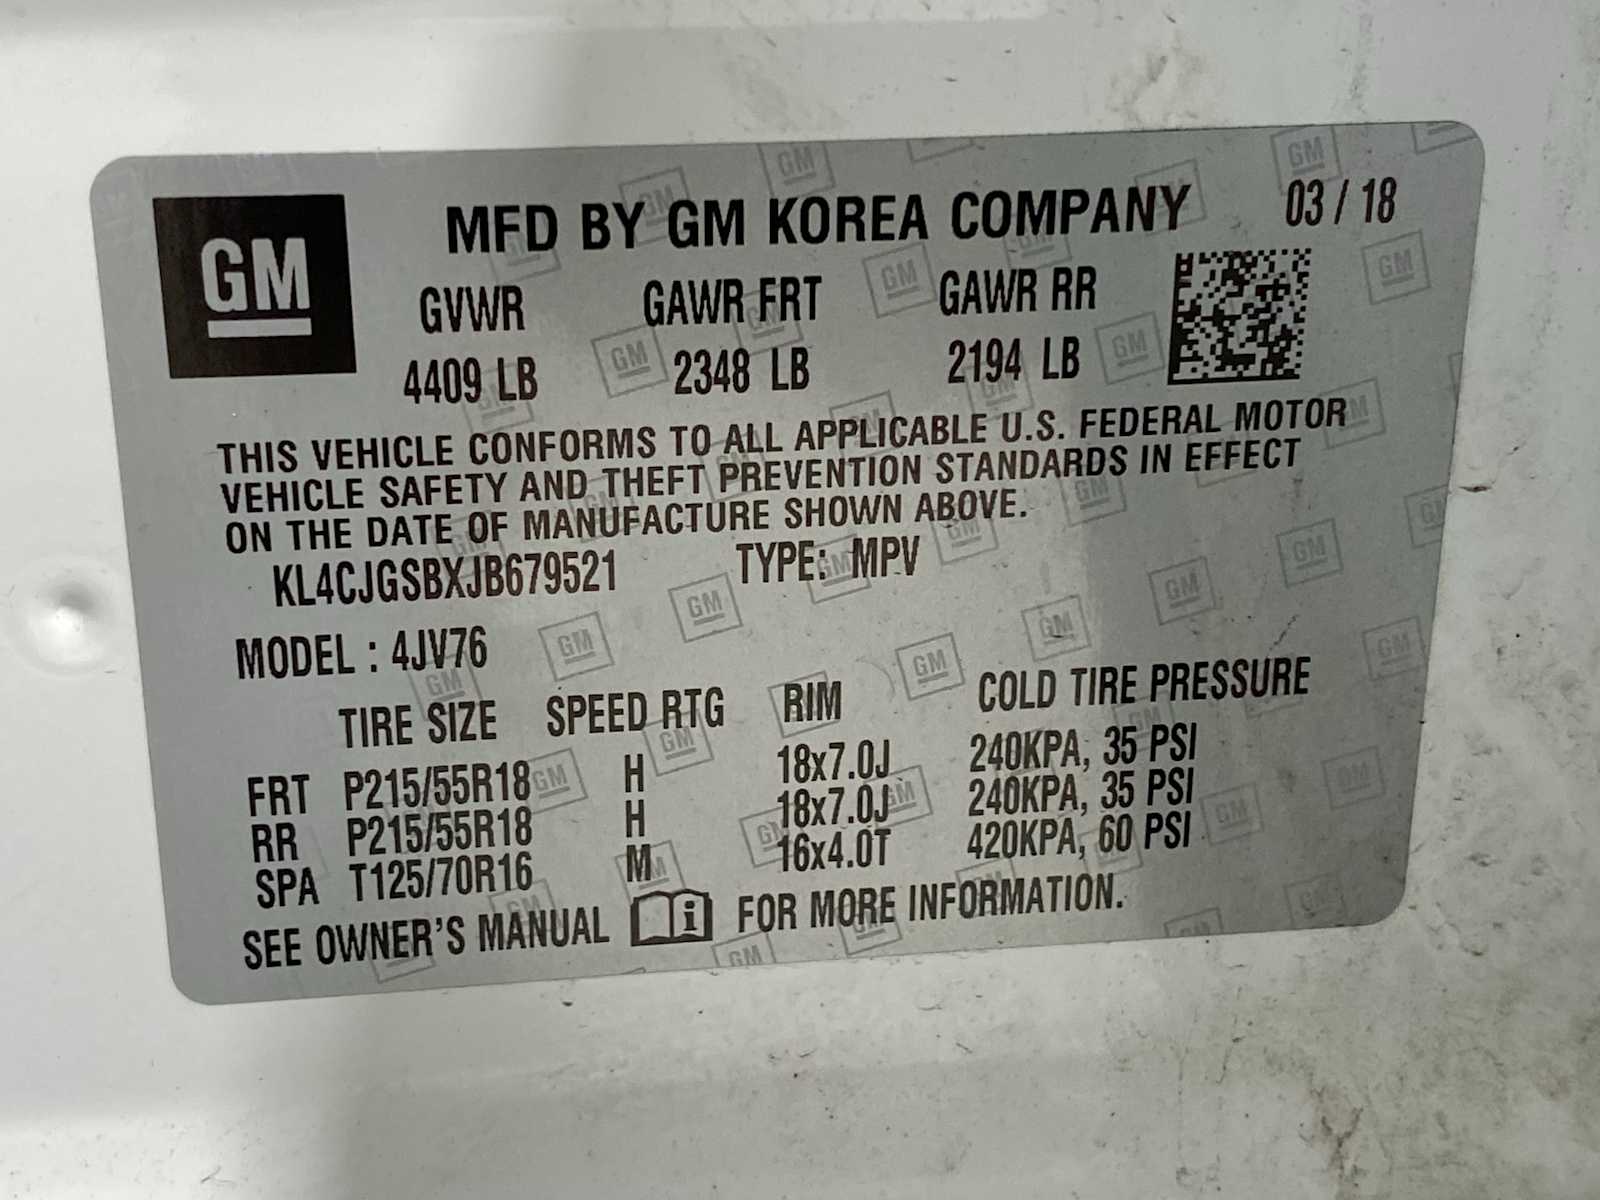 GM
MFD BY GM KOREA COMPANY 03 / 18
GVWR GAWR FRT GAWR RR
4409 LB 2348 LB 2194 LB
THIS VEHICLE CONFORMS TO ALL APPLICABLE U.S. FEDERAL MOTOR
VEHICLE SAFETY AND THEFT PREVENTION STANDARDS IN EFFECT
ON THE DATE OF MANUFACTURE SHOWN ABOVE.
KL4CJGSBXJB679521 TYPE: MPV
MODEL : 4JV76
TIRE SIZE SPEED RTG RIM COLD TIRE PRESSURE
FRT P215/55R18 H 18x7.0J 240KPA, 35 PSI
RR P215/55R18 H 18x7.0J 240KPA, 35 PSI
SPA T125/70R16 M 16x4.0T 420KPA, 60 PSI
SEE OWNER'S MANUAL i FOR MORE INFORMATION.